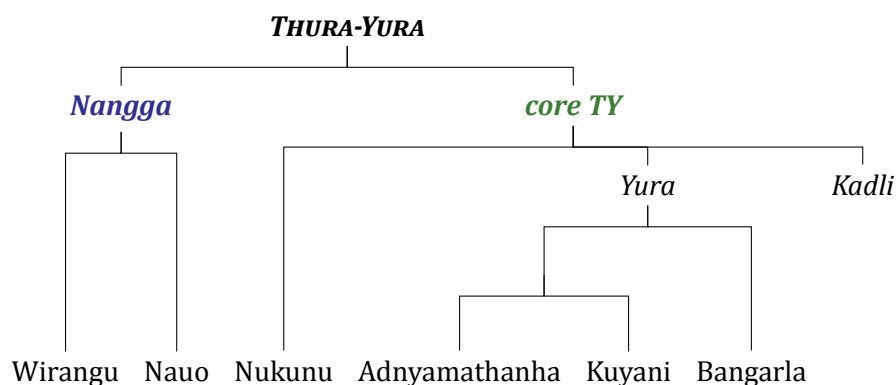 THURA-YURA
Nangga core TY
Yura Kadli
Wirangu Nauo Nukunu Adnyamathanha Kuyani Bangarla